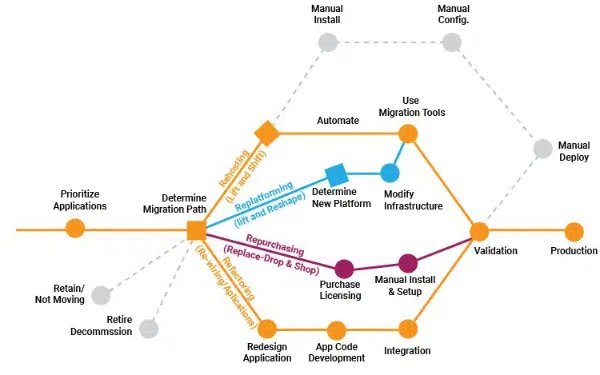 Manual
Install
Manual
Config.
Automate
Use
Migration Tools
Manual
Deploy
Rehosting
(Lift and Shift)
Prioritize
Applications
Determine
Migration Path
Replatforming
(lift and Reshape)
Determine
New Platform
Modify
Infrastructure
Repurchasing
(Replace-Drop & Shop)
Validation
Production
Purchase
Licensing
Manual Install
& Setup
Refactoring
(Re-wiring/Aplications)
Retain/
Not Moving
Retire
Decommssion
Redesign
Application
App Code
Development
Integration